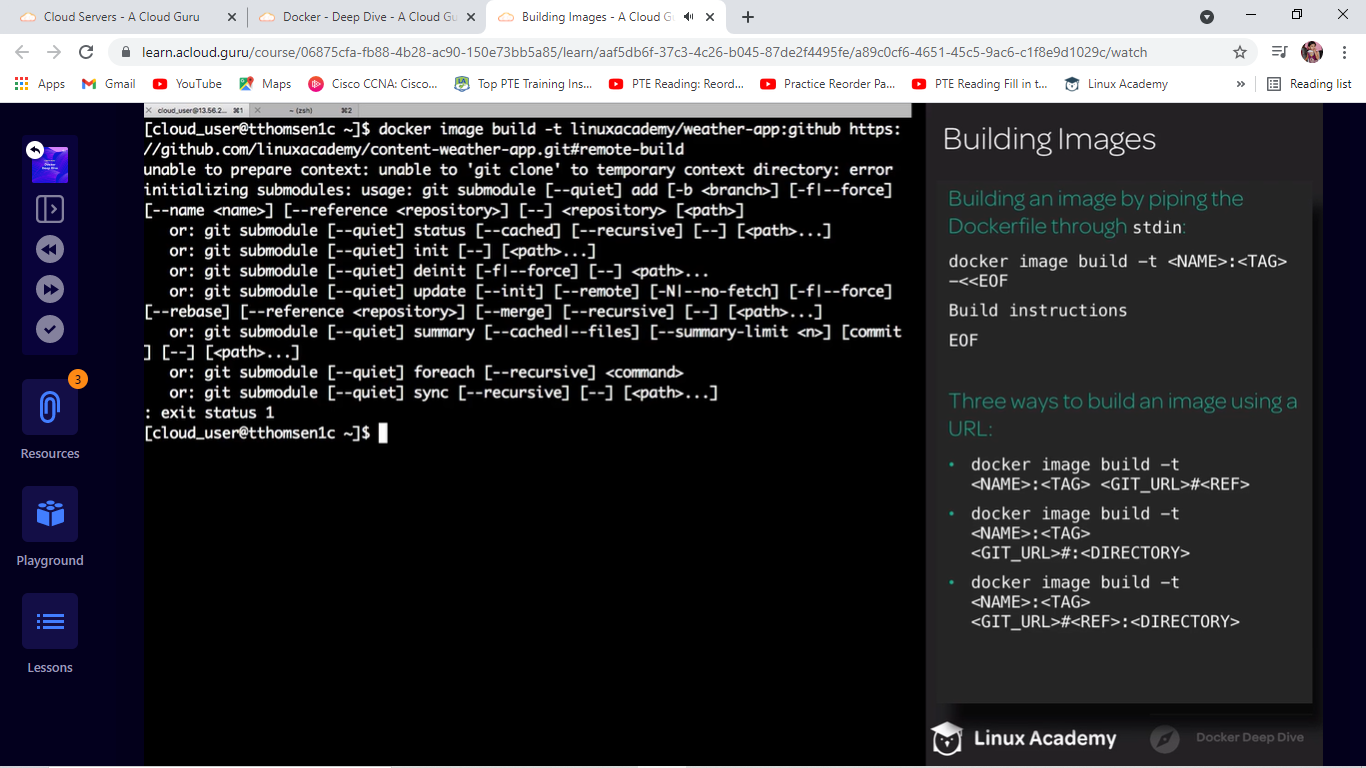 Cloud Servers - A Cloud Guru
Docker - Deep Dive - A Cloud Gu
Building Images - A Cloud G
learn.acloud.guru/course/06875cfa-fb88-4b28-ac90-150e73bb5a85/learn/aaf5db6f-37c3-4c26-b045-87de2f4495fe/a89c0cf6-4651-45c5-9ac6-c1f8e9d1029c/watch
Apps Gmail YouTube Maps Cisco CCNA: Cisco... Top PTE Training Ins... PTE Reading: Reord... Practice Reorder Pa... PTE Reading Fill in t... Linux Academy » Reading list
cloud_user@13.56.2... ⌘1 ~ (zsh) ⌘2
[cloud_user@tthomsen1c ~]$ docker image build -t linuxacademy/weather-app:github https:
//github.com/linuxacademy/content-weather-app.git#remote-build
unable to prepare context: unable to 'git clone' to temporary context directory: error
initializing submodules: usage: git submodule [--quiet] add [-b <branch>] [-f|--force]
[--name <name>] [--reference <repository>] [--] <repository> [<path>]
or: git submodule [--quiet] status [--cached] [--recursive] [--] [<path>...]
or: git submodule [--quiet] init [--] [<path>...]
or: git submodule [--quiet] deinit [-f|--force] [--] <path>...
or: git submodule [--quiet] update [--init] [--remote] [-N|--no-fetch] [-f|--force]
[--rebase] [--reference <repository>] [--merge] [--recursive] [--] [<path>...]
or: git submodule [--quiet] summary [--cached|--files] [--summary-limit <n>] [commit
] [--] [<path>...]
or: git submodule [--quiet] foreach [--recursive] <command>
or: git submodule [--quiet] sync [--recursive] [--] [<path>...]
: exit status 1
[cloud_user@tthomsen1c ~]$
3
Resources
Playground
Lessons
Building Images
Building an image by piping the
Dockerfile through stdin:
docker image build -t <NAME>:<TAG>
-<<EOF
Build instructions
EOF
Three ways to build an image using a
URL:
• docker image build -t
<NAME>:<TAG> <GIT_URL>#<REF>
• docker image build -t
<NAME>:<TAG>
<GIT_URL>#:<DIRECTORY>
• docker image build -t
<NAME>:<TAG>
<GIT_URL>#<REF>:<DIRECTORY>
Linux Academy
Docker Deep Dive